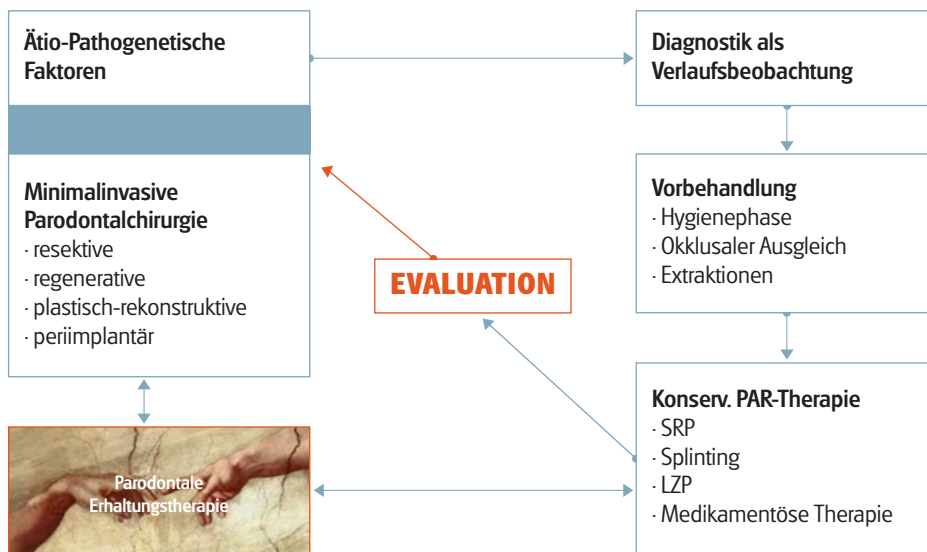 Ätio-Pathogenetische
Faktoren
Diagnostik als
Verlaufsbeobachtung
Vorbehandlung
· Hygienephase
· Okklusaler Ausgleich
· Extraktionen
Minimalinvasive
Parodontalchirurgie
· resektive
· regenerative
· plastisch-rekonstruktive
· periimplantär
EVALUATION
Konserv. PAR-Therapie
· SRP
· Splinting
· LZP
· Medikamentöse Therapie
Parodontale
Erhaltungstherapie